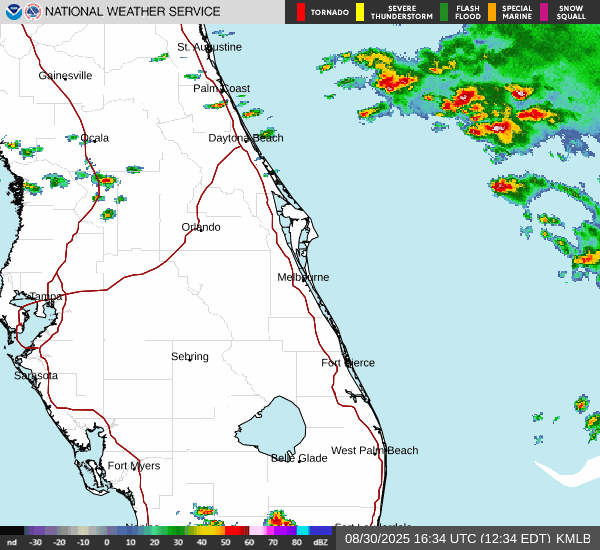 NATIONAL WEATHER SERVICE
TORNADO
SEVERE THUNDERSTORM
FLASH FLOOD
SPECIAL MARINE
SNOW SQUALL
St. Augustine
Gainesville
Palm Coast
Ocala
Daytona Beach
Orlando
Melbourne
Tampa
Sebring
Fort Pierce
Sarasota
West Palm Beach
Belle Glade
Fort Myers
nd -30 -20 -10 0 10 20 30 40 50 60 70 80 dBZ
08/30/2025 16:34 UTC (12:34 EDT) KMLB